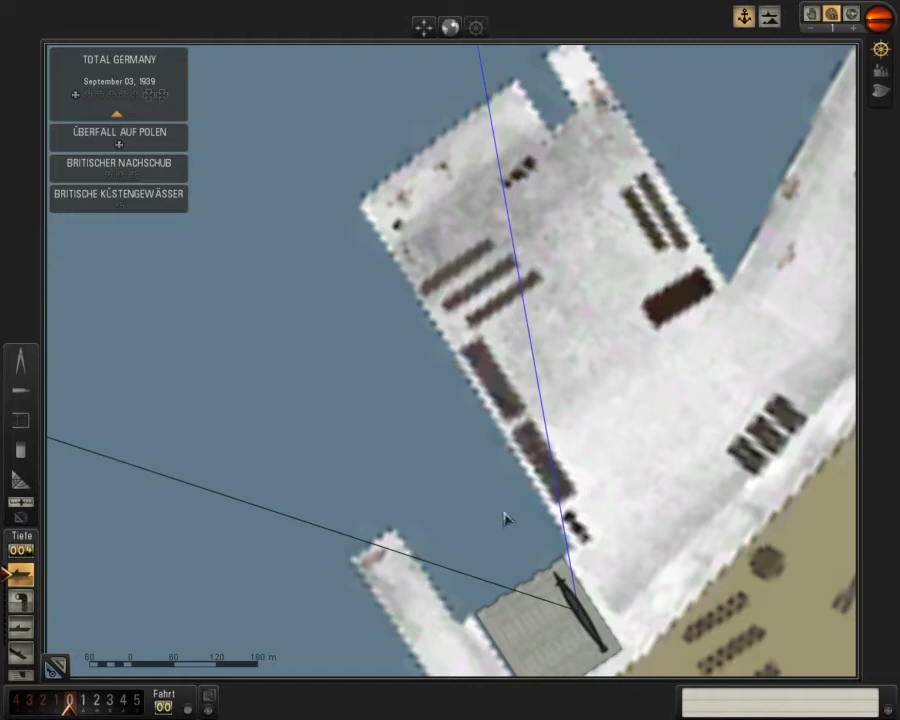 TOTAL GERMANY
September 03, 1939
ÜBERFALL AUF POLEN
BRITISCHER NACHSCHUB
BRITISCHE KÜSTENGEWÄSSER
1
Tiefe
004
60 0 60 120 180 m
4 3 2 1 0 1 2 3 4 5
Fahrt
00